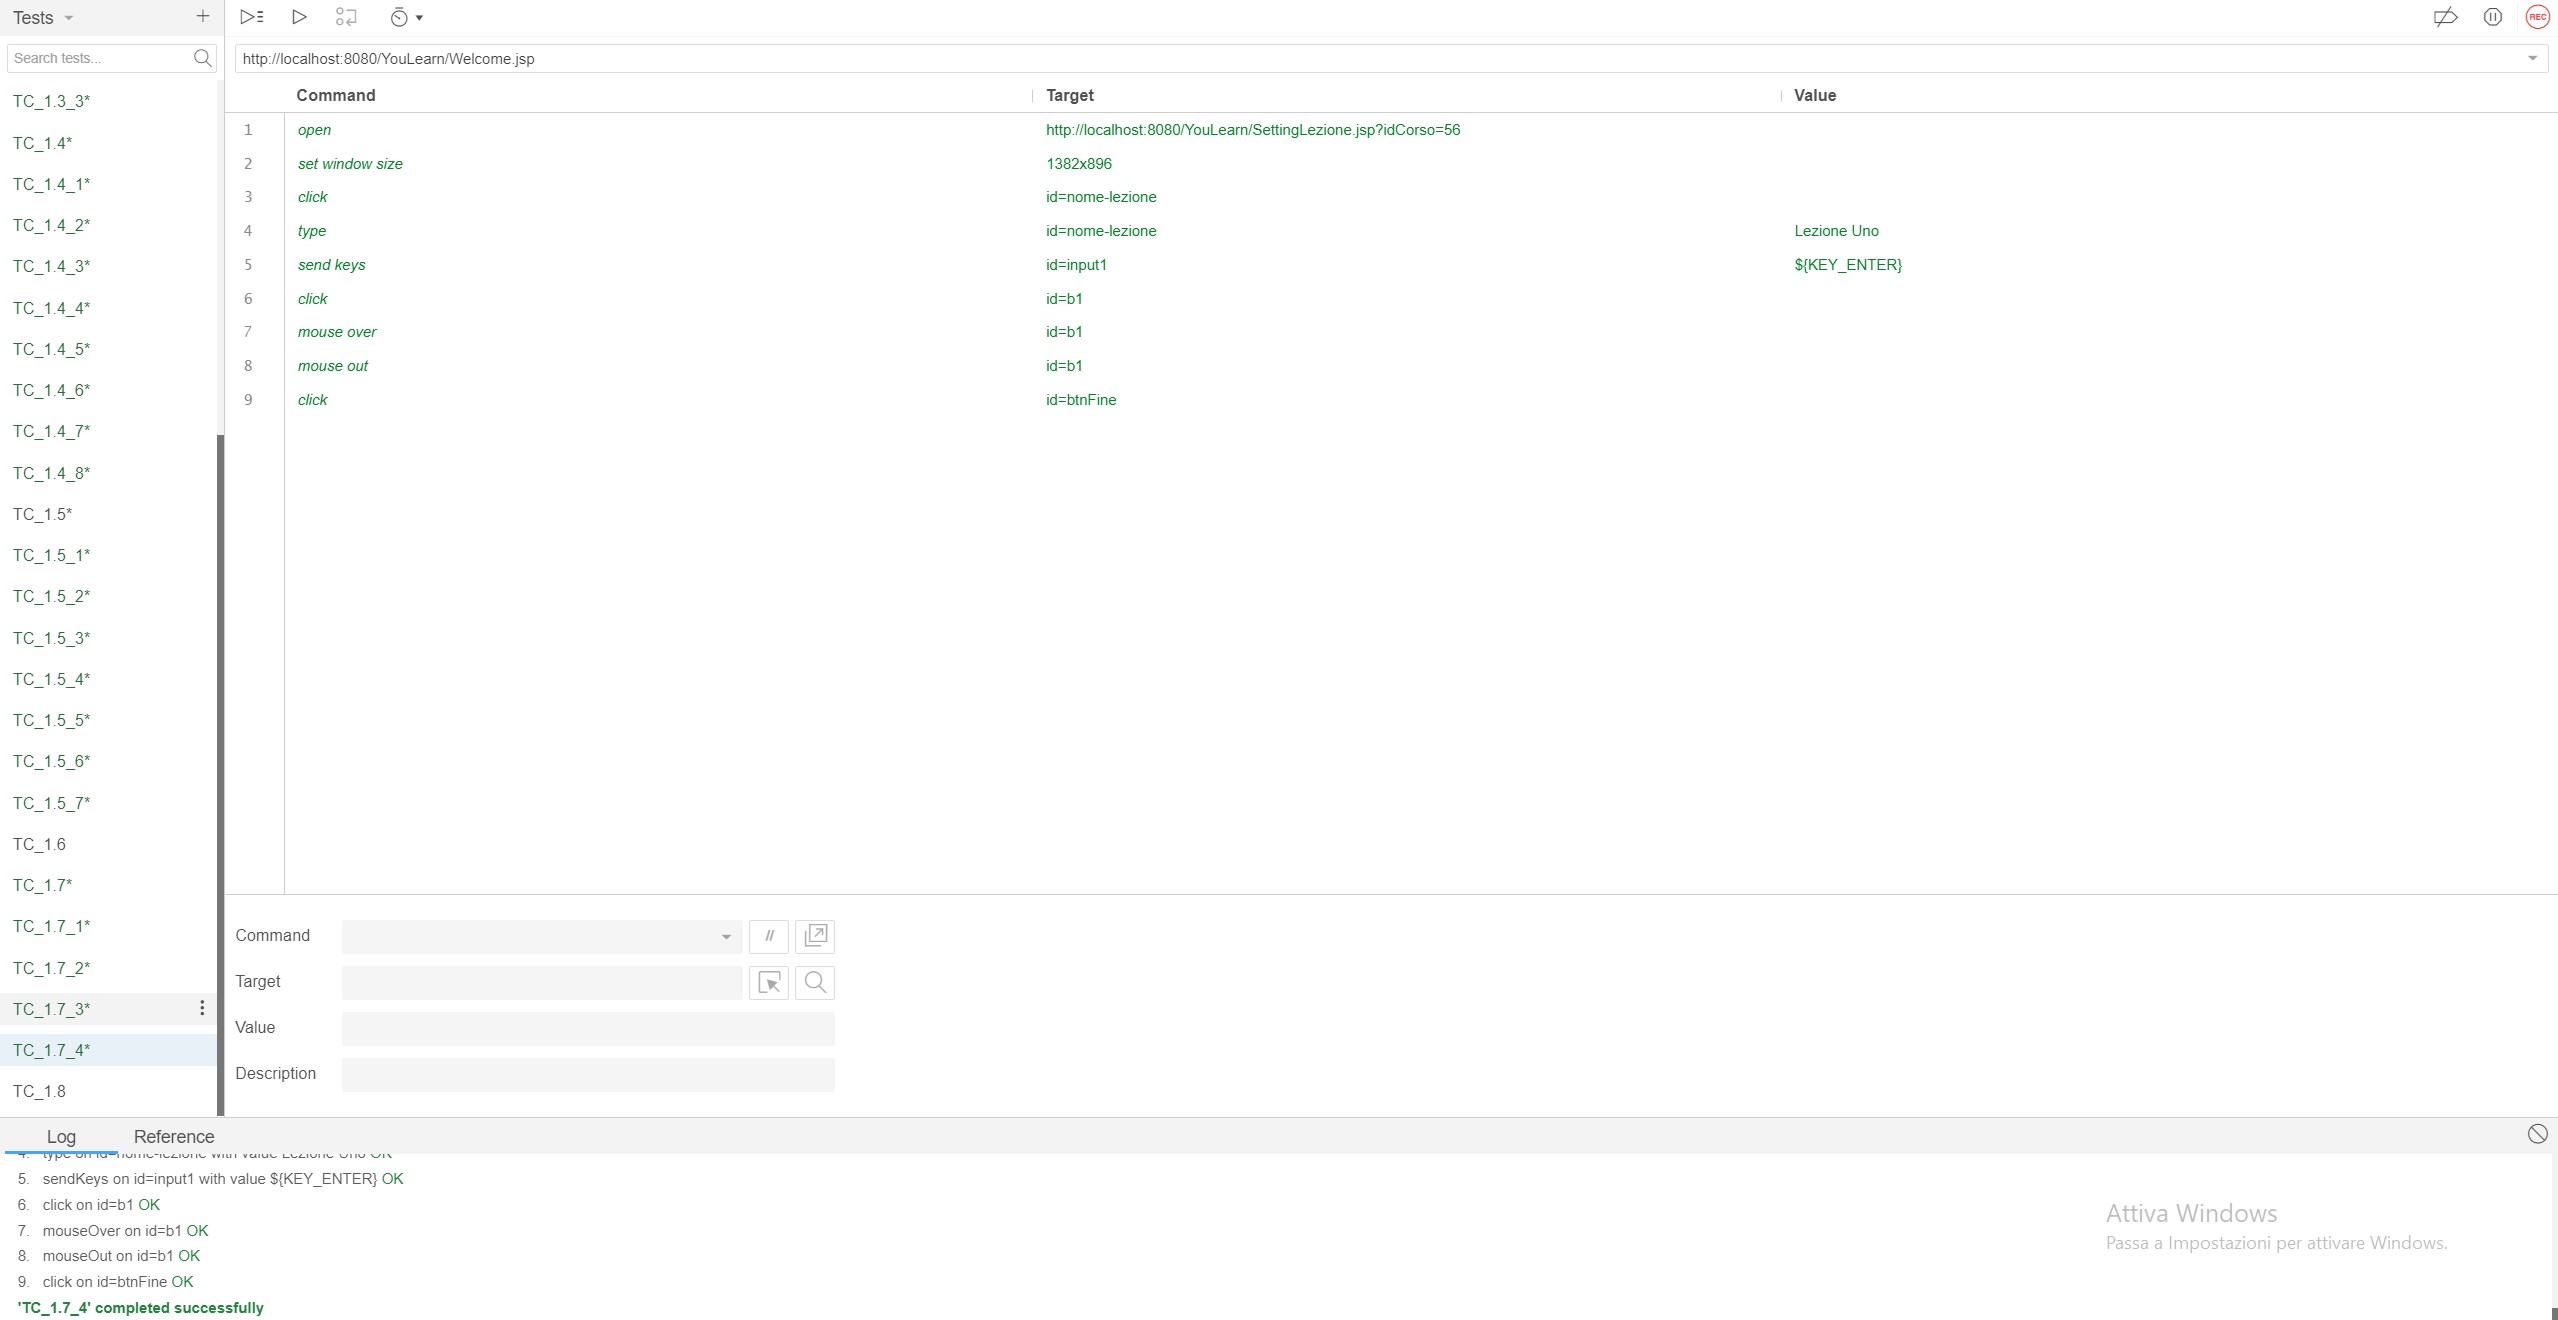 Tests
Search tests...
TC_1.3_3*
TC_1.4*
TC_1.4_1*
TC_1.4_2*
TC_1.4_3*
TC_1.4_4*
TC_1.4_5*
TC_1.4_6*
TC_1.4_7*
TC_1.4_8*
TC_1.5*
TC_1.5_1*
TC_1.5_2*
TC_1.5_3*
TC_1.5_4*
TC_1.5_5*
TC_1.5_6*
TC_1.5_7*
TC_1.6
TC_1.7*
TC_1.7_1*
TC_1.7_2*
TC_1.7_3*
TC_1.7_4*
TC_1.8
REC
http://localhost:8080/YouLearn/Welcome.jsp
Command Target Value
1 open http://localhost:8080/YouLearn/SettingLezione.jsp?idCorso=56
2 set window size 1382x896
3 click id=nome-lezione
4 type id=nome-lezione Lezione Uno
5 send keys id=input1 ${KEY_ENTER}
6 click id=b1
7 mouse over id=b1
8 mouse out id=b1
9 click id=btnFine
Command //
Target
Value
Description
Log Reference
4. type on id=nome-lezione with value Lezione Uno OK
5. sendKeys on id=input1 with value ${KEY_ENTER} OK
6. click on id=b1 OK
7. mouseOver on id=b1 OK
8. mouseOut on id=b1 OK
9. click on id=btnFine OK
'TC_1.7_4' completed successfully
Attiva Windows
Passa a Impostazioni per attivare Windows.